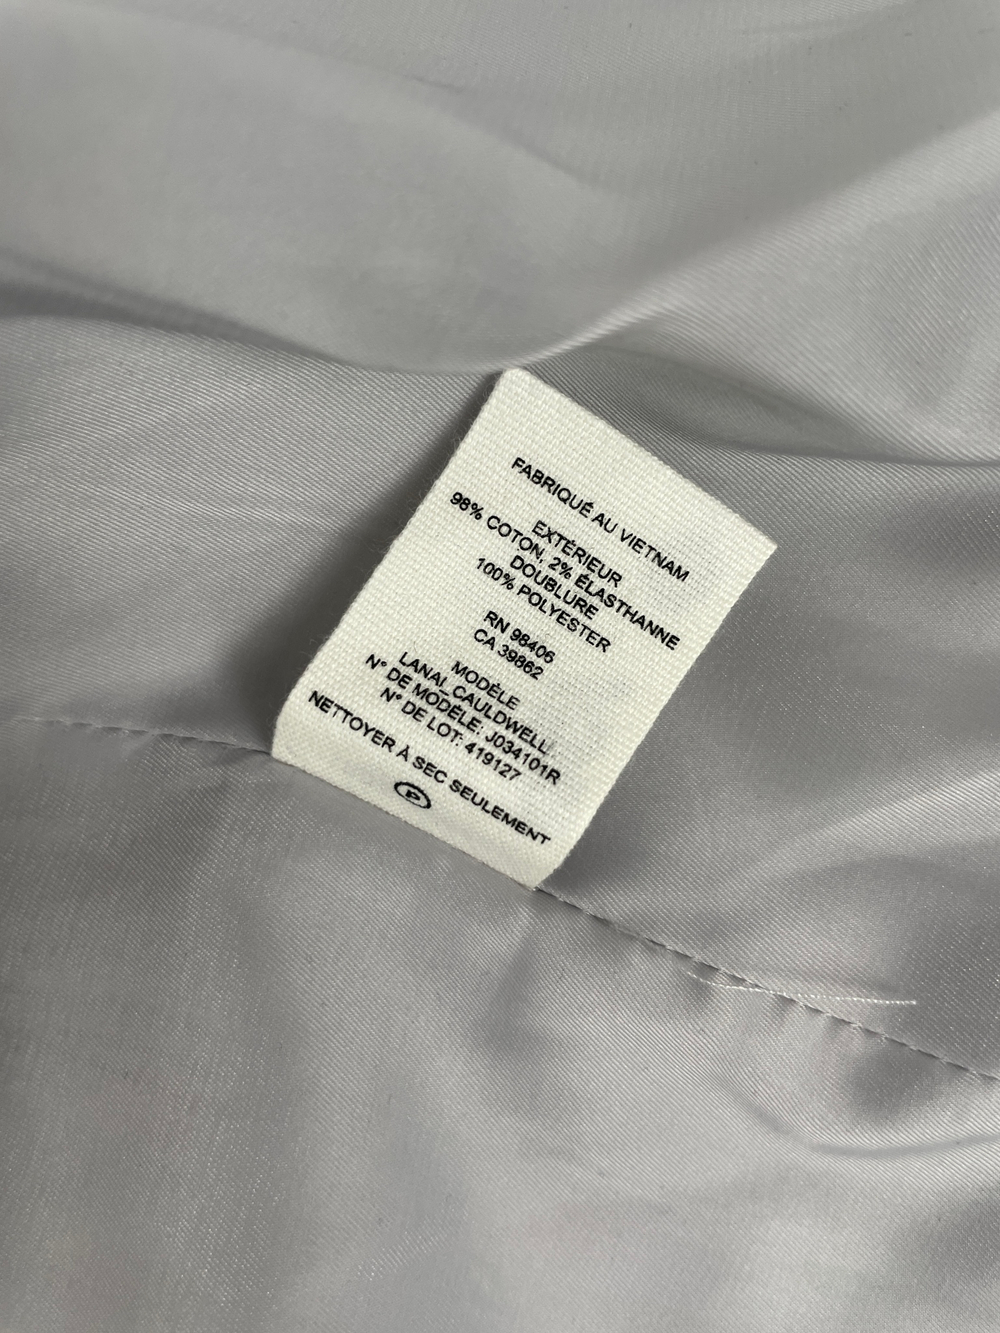 FABRIQUÉ AU VIETNAM
EXTÉRIEUR
98% COTON, 2% ÉLASTHANNE
DOUBLURE
100% POLYESTER
RN 98406
CA 39862
MODÈLE
LANAI_CAULDWELL
N° DE MODÈLE: J034101R
N° DE LOT: 419127
NETTOYER À SEC SEULEMENT
P